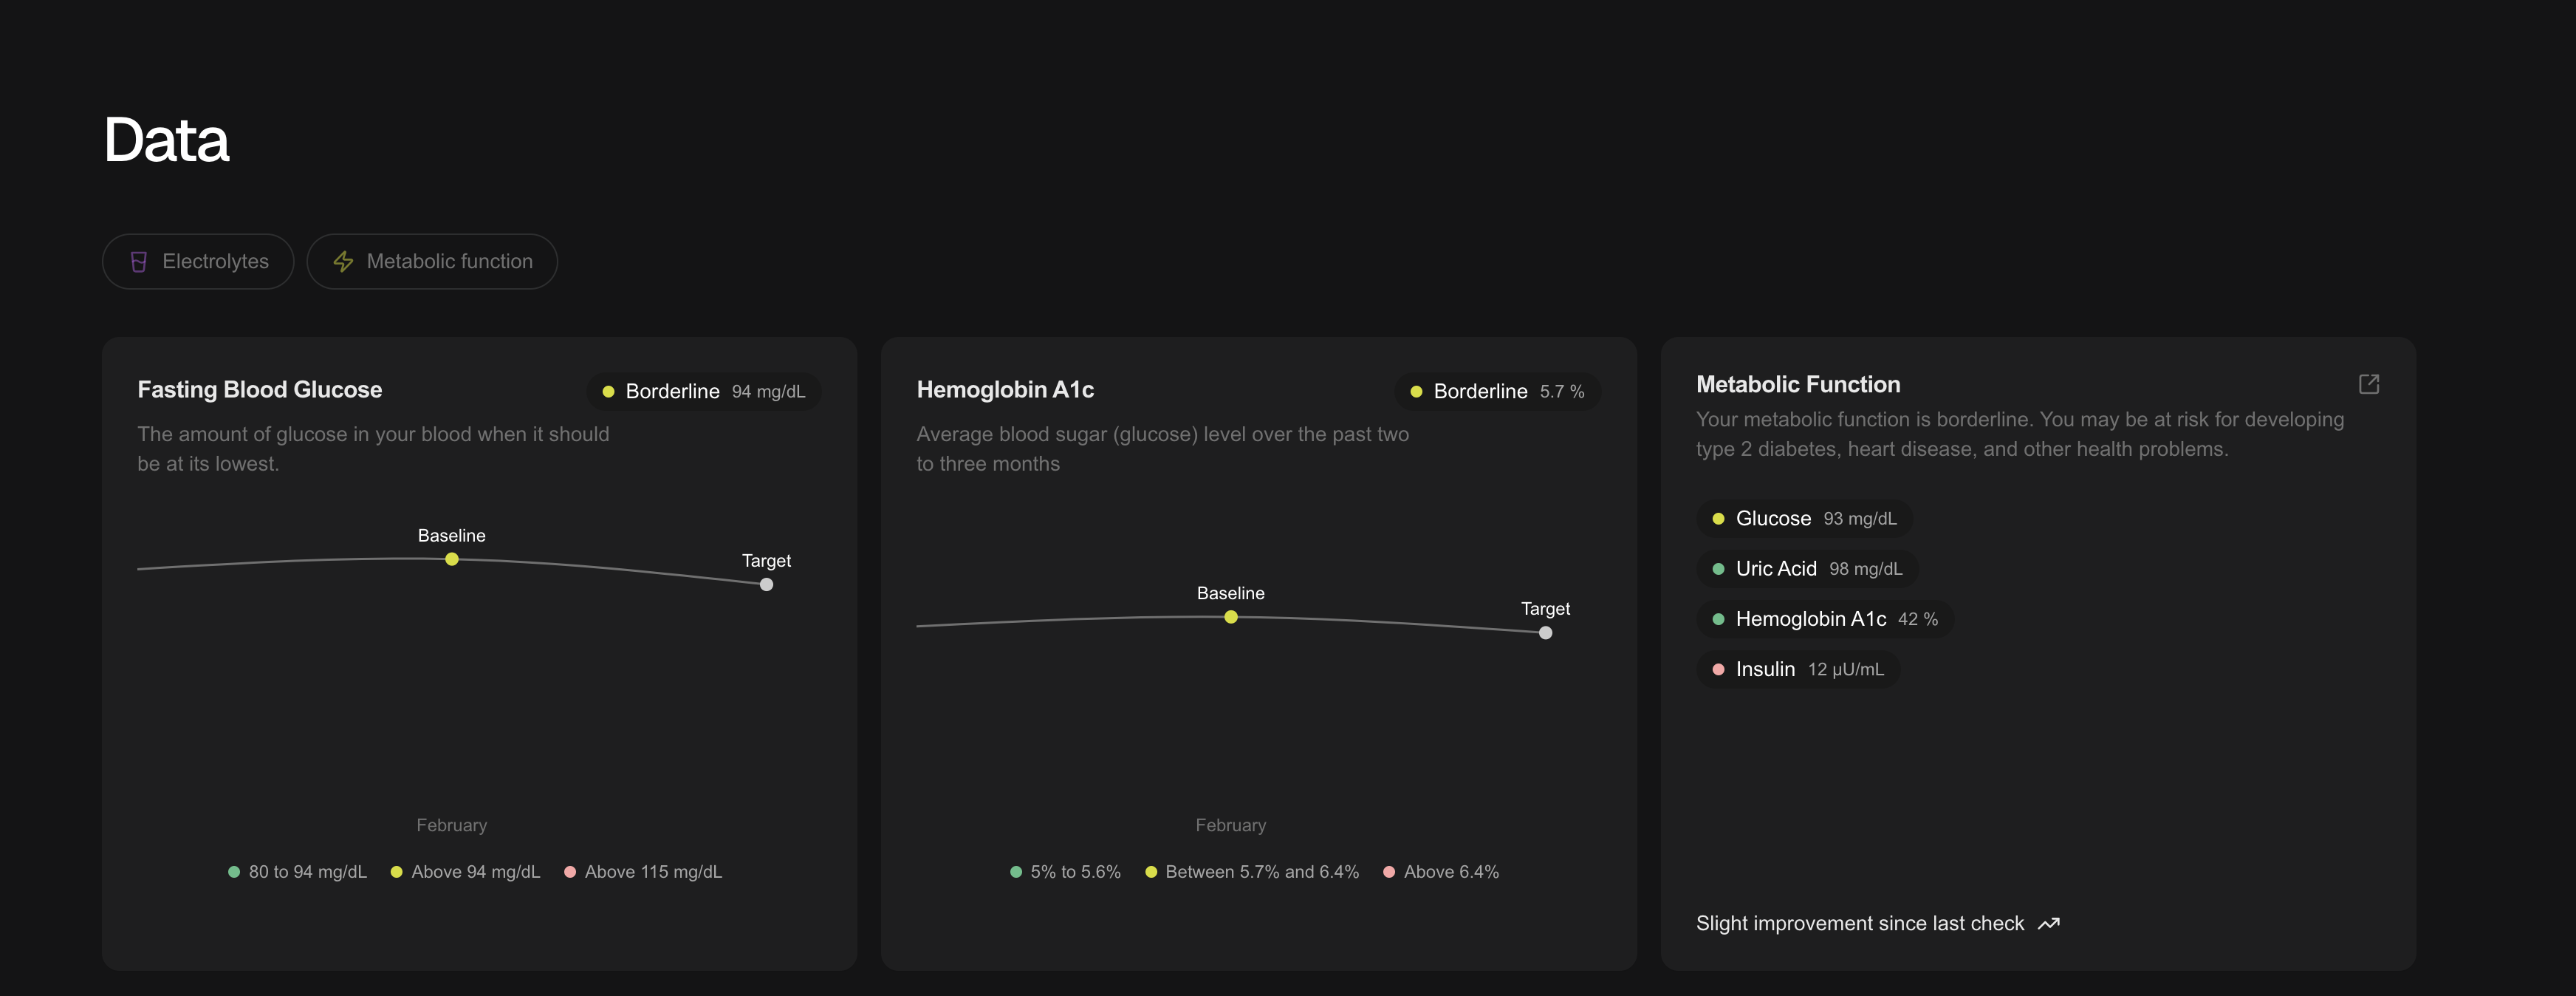 Data
Electrolytes
Metabolic function
Fasting Blood Glucose
Borderline 94 mg/dL
The amount of glucose in your blood when it should
be at its lowest.
Baseline
Target
February
80 to 94 mg/dL Above 94 mg/dL Above 115 mg/dL
Hemoglobin A1c
Borderline 5.7 %
Average blood sugar (glucose) level over the past two
to three months
Baseline
Target
February
5% to 5.6% Between 5.7% and 6.4% Above 6.4%
Metabolic Function
Your metabolic function is borderline. You may be at risk for developing
type 2 diabetes, heart disease, and other health problems.
Glucose 93 mg/dL
Uric Acid 98 mg/dL
Hemoglobin A1c 42 %
Insulin 12 µU/mL
Slight improvement since last check